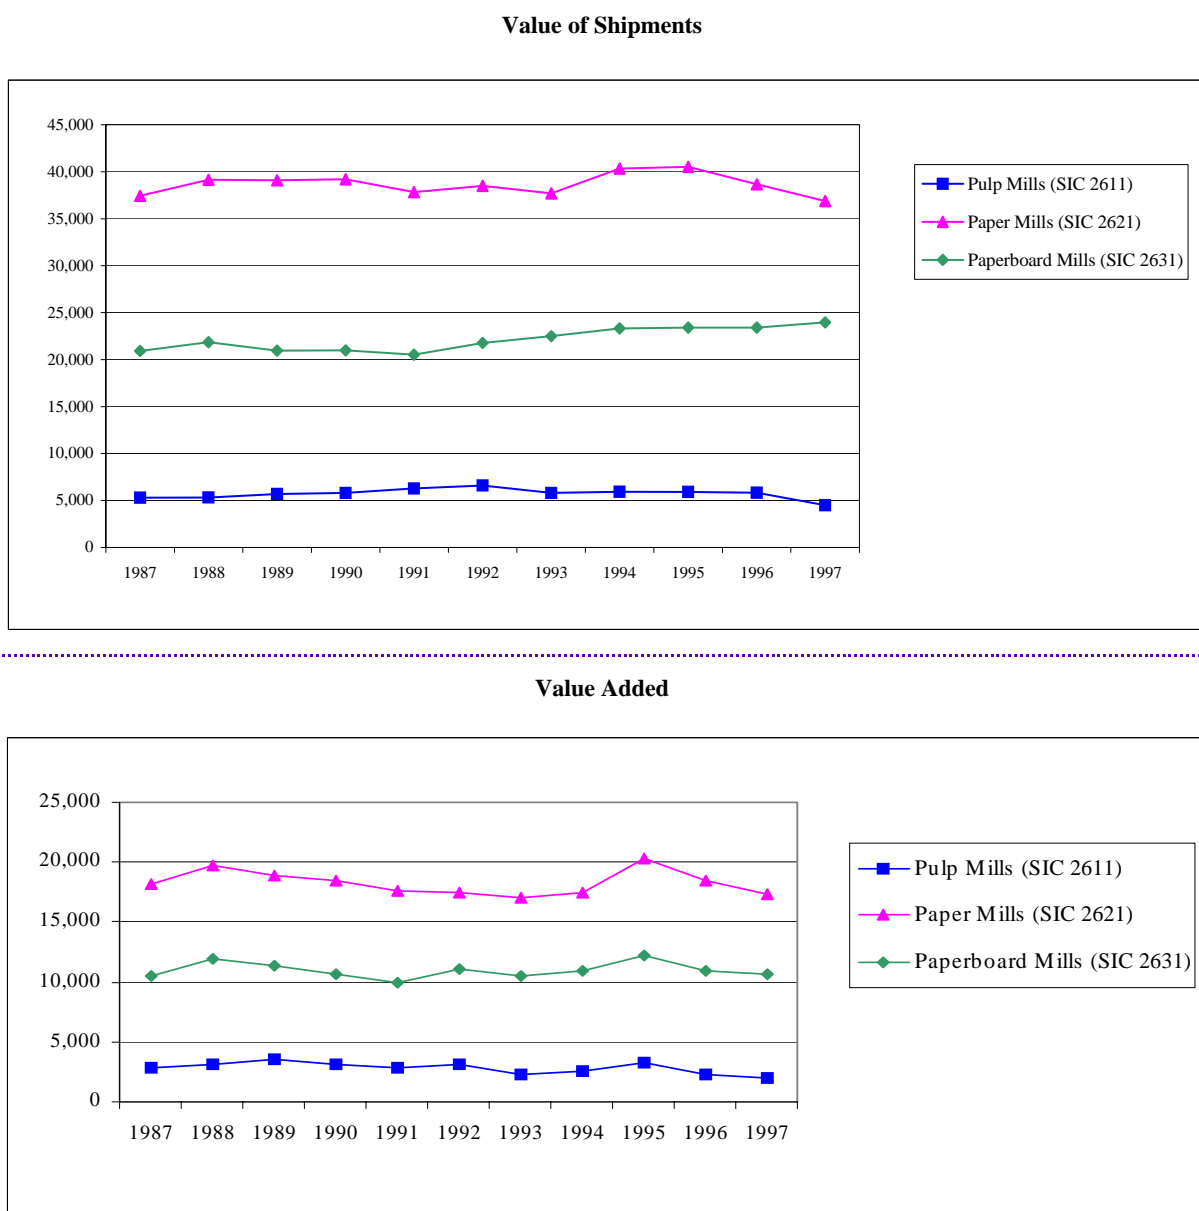 Value of Shipments
45,000
40,000
35,000
30,000
25,000
20,000
15,000
10,000
5,000
0
1987 1988 1989 1990 1991 1992 1993 1994 1995 1996 1997
Pulp Mills (SIC 2611)
Paper Mills (SIC 2621)
Paperboard Mills (SIC 2631)
Value Added
25,000
20,000
15,000
10,000
5,000
0
1987 1988 1989 1990 1991 1992 1993 1994 1995 1996 1997
Pulp Mills (SIC 2611)
Paper Mills (SIC 2621)
Paperboard Mills (SIC 2631)